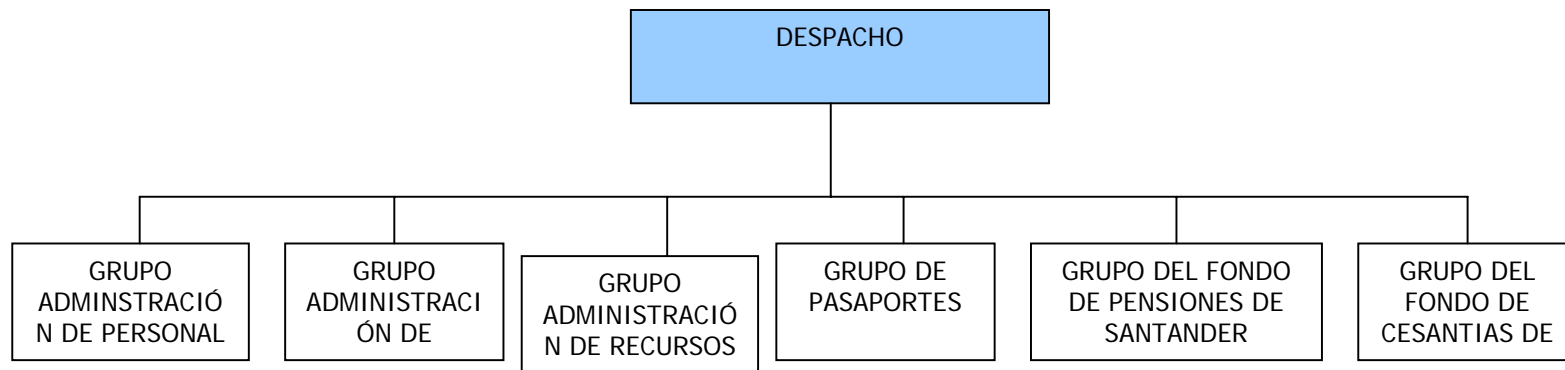 DESPACHO
GRUPO
ADMINSTRACIÓ
N DE PERSONAL
GRUPO
ADMINISTRACI
ÓN DE
GRUPO
ADMINISTRACIÓ
N DE RECURSOS
GRUPO DE
PASAPORTES
GRUPO DEL FONDO
DE PENSIONES DE
SANTANDER
GRUPO DEL
FONDO DE
CESANTIAS DE